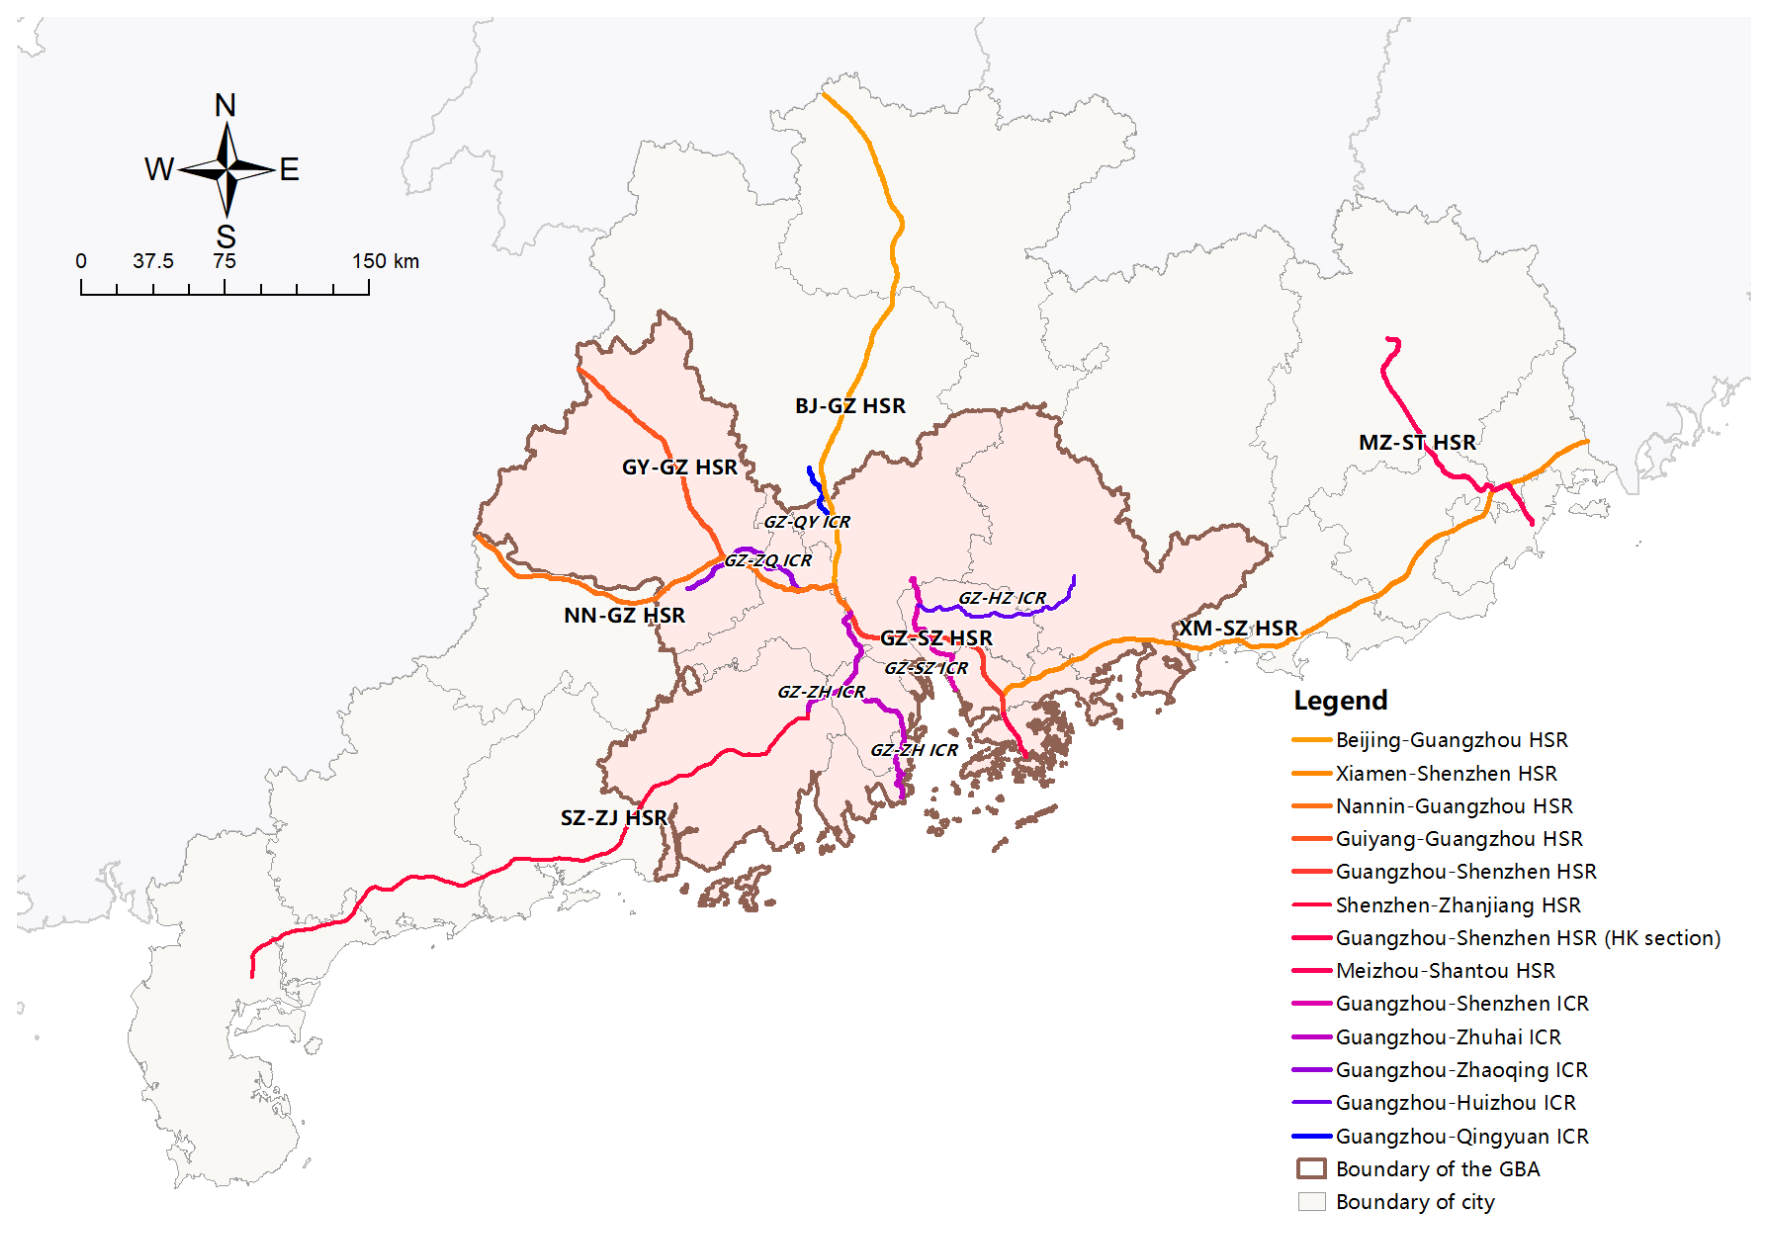 N
W E
S
0 37.5 75 150 km
BJ-GZ HSR
MZ-ST HSR
GY-GZ HSR
GZ-QY ICR
GZ-ZQ ICR
GZ-HZ ICR
NN-GZ HSR
XM-SZ HSR
GZ-SZ HSR
GZ-SZ ICR
GZ-ZH ICR
GZ-ZH ICR
SZ-ZJ HSR
Legend
Beijing-Guangzhou HSR
Xiamen-Shenzhen HSR
Nannin-Guangzhou HSR
Guiyang-Guangzhou HSR
Guangzhou-Shenzhen HSR
Shenzhen-Zhanjiang HSR
Guangzhou-Shenzhen HSR (HK section)
Meizhou-Shantou HSR
Guangzhou-Shenzhen ICR
Guangzhou-Zhuhai ICR
Guangzhou-Zhaoqing ICR
Guangzhou-Huizhou ICR
Guangzhou-Qingyuan ICR
Boundary of the GBA
Boundary of city